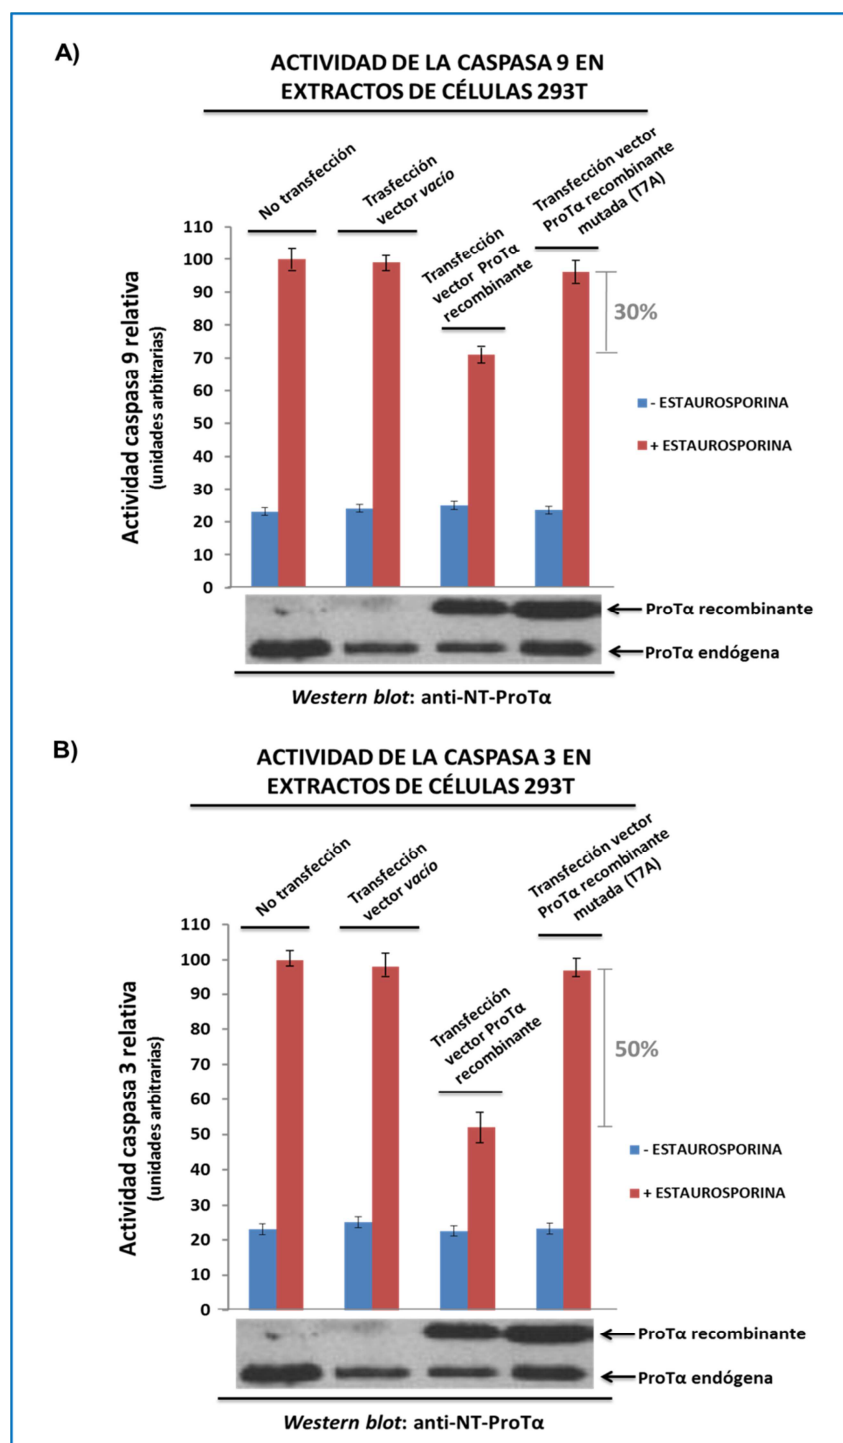 A)
ACTIVIDAD DE LA CASPASA 9 EN
EXTRACTOS DE CÉLULAS 293T
No transfección
Trasfección
vector vacío
Transfección
vector ProTα
recombinante
Transfección vector
ProTα recombinante
mutada (T7A)
Actividad caspasa 9 relativa
(unidades arbitrarias)
110
100
90
80
70
60
50
40
30
20
10
0
30%
- ESTAUROSPORINA
+ ESTAUROSPORINA
ProTα recombinante
ProTα endógena
Western blot: anti-NT-ProTα
B)
ACTIVIDAD DE LA CASPASA 3 EN
EXTRACTOS DE CÉLULAS 293T
No transfección
Transfección
vector vacío
Transfección
vector ProTα
recombinante
Transfección vector
ProTα recombinante
mutada (T7A)
Actividad caspasa 3 relativa
(unidades arbitrarias)
110
100
90
80
70
60
50
40
30
20
10
0
50%
- ESTAUROSPORINA
+ ESTAUROSPORINA
ProTα recombinante
ProTα endógena
Western blot: anti-NT-ProTα